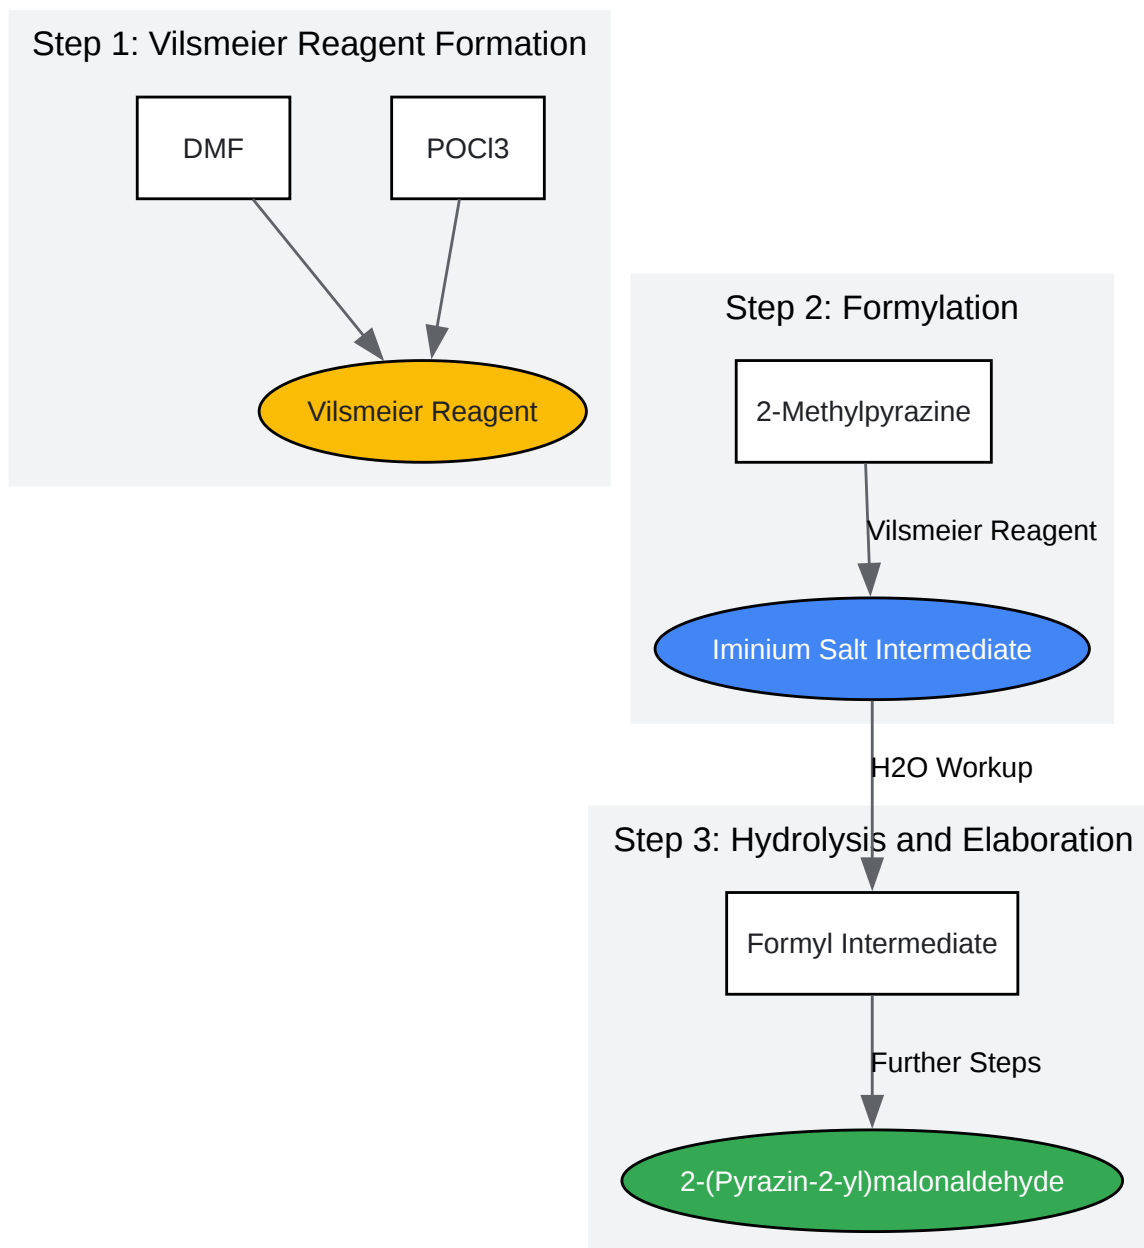 Step 1: Vilsmeier Reagent Formation
DMF
POCl3
Vilsmeier Reagent
Step 2: Formylation
2-Methylpyrazine
Vilsmeier Reagent
Iminium Salt Intermediate
H2O Workup
Step 3: Hydrolysis and Elaboration
Formyl Intermediate
Further Steps
2-(Pyrazin-2-yl)malonaldehyde